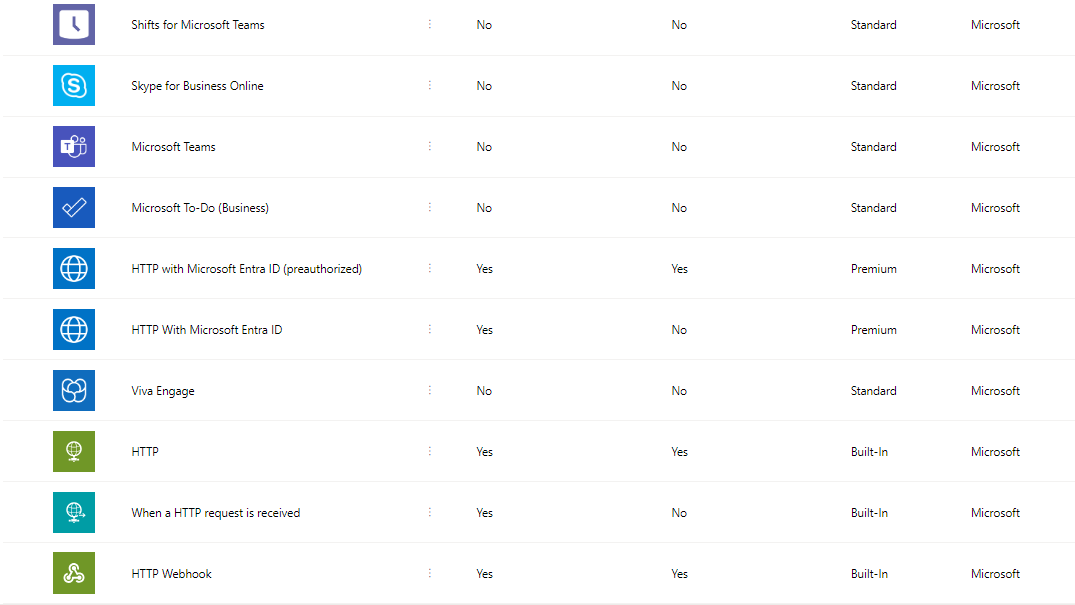 Shifts for Microsoft Teams No No Standard Microsoft
S Skype for Business Online No No Standard Microsoft
T Microsoft Teams No No Standard Microsoft
Microsoft To-Do (Business) No No Standard Microsoft
HTTP with Microsoft Entra ID (preauthorized) Yes Yes Premium Microsoft
HTTP With Microsoft Entra ID Yes No Premium Microsoft
Viva Engage No No Standard Microsoft
HTTP Yes Yes Built-In Microsoft
When a HTTP request is received Yes No Built-In Microsoft
HTTP Webhook Yes Yes Built-In Microsoft